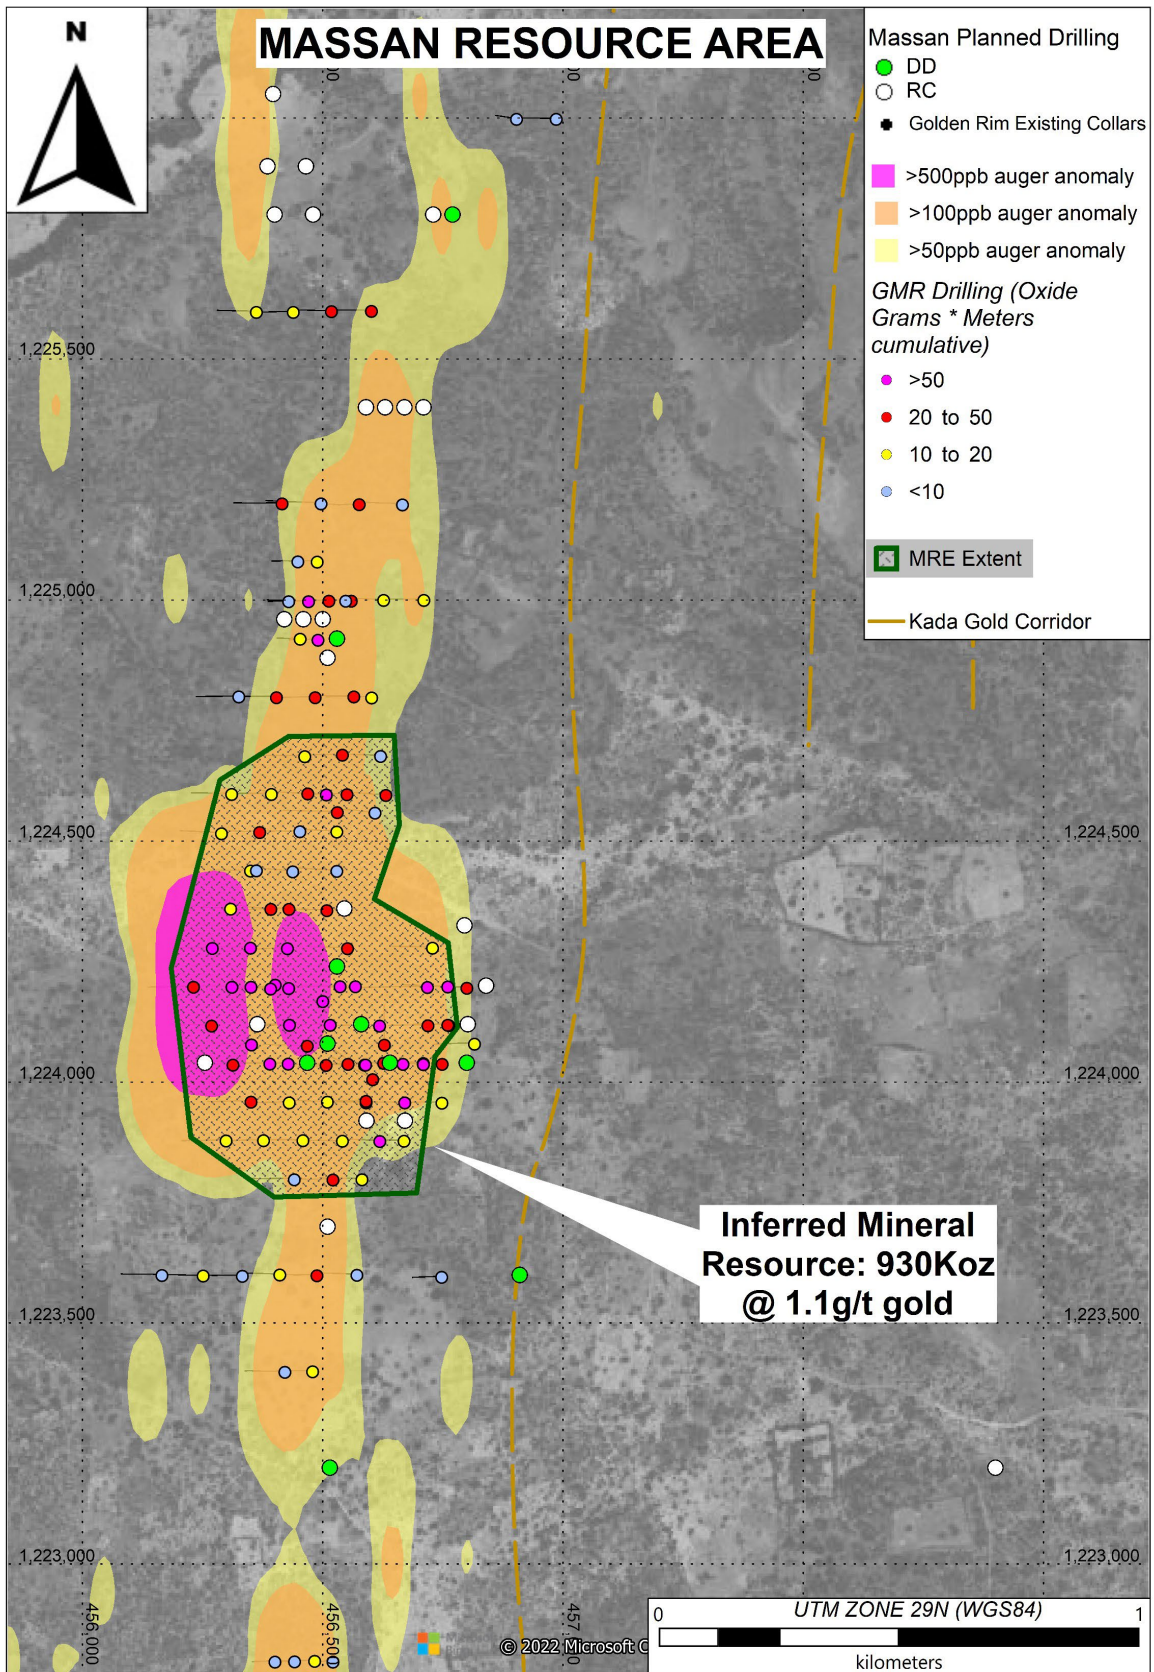 N
MASSAN RESOURCE AREA
Massan Planned Drilling
DD
RC
Golden Rim Existing Collars
>500ppb auger anomaly
>100ppb auger anomaly
>50ppb auger anomaly
GMR Drilling (Oxide
Grams * Meters
cumulative)
>50
20 to 50
10 to 20
<10
MRE Extent
Kada Gold Corridor
1,225,500
1,225,000
1,224,500
1,224,500
1,224,000
1,224,000
Inferred Mineral
Resource: 930Koz
@ 1.1g/t gold
1,223,500
1,223,500
1,223,000
1,223,000
456,000
456,500
© 2022 Microsoft C
0
UTM ZONE 29N (WGS84)
1
kilometers